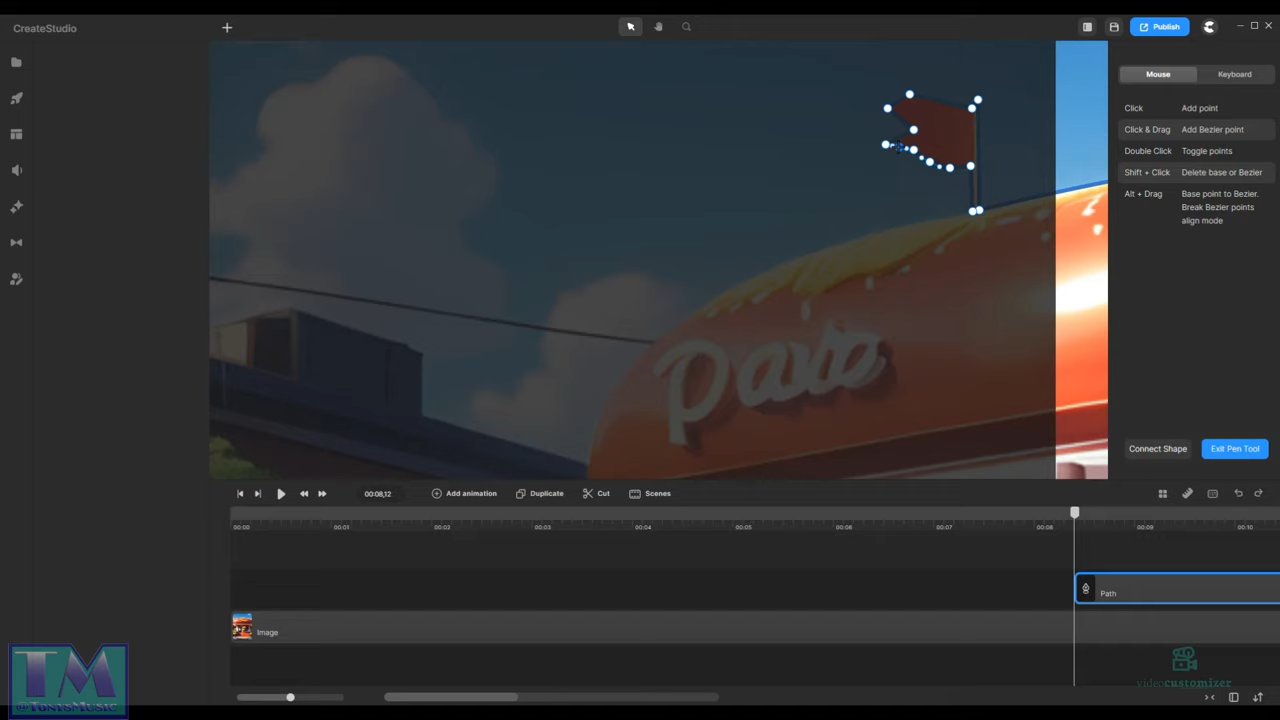 CreateStudio
Publish
Mouse
Keyboard
Click
Add point
Click & Drag
Add Bezier point
Double Click
Toggle points
Shift + Click
Delete base or Bezier
Alt + Drag
Base point to Bezier.
Break Bezier points
align mode
Pava
Connect Shape
Exit Pen Tool
00:08,12
Add animation
Duplicate
Cut
Scenes
00:00
00:01
00:02
00:03
00:04
00:05
00:06
00:07
00:08
00:09
00:10
Path
Image
TM
@TonysMusic
videocustomizer